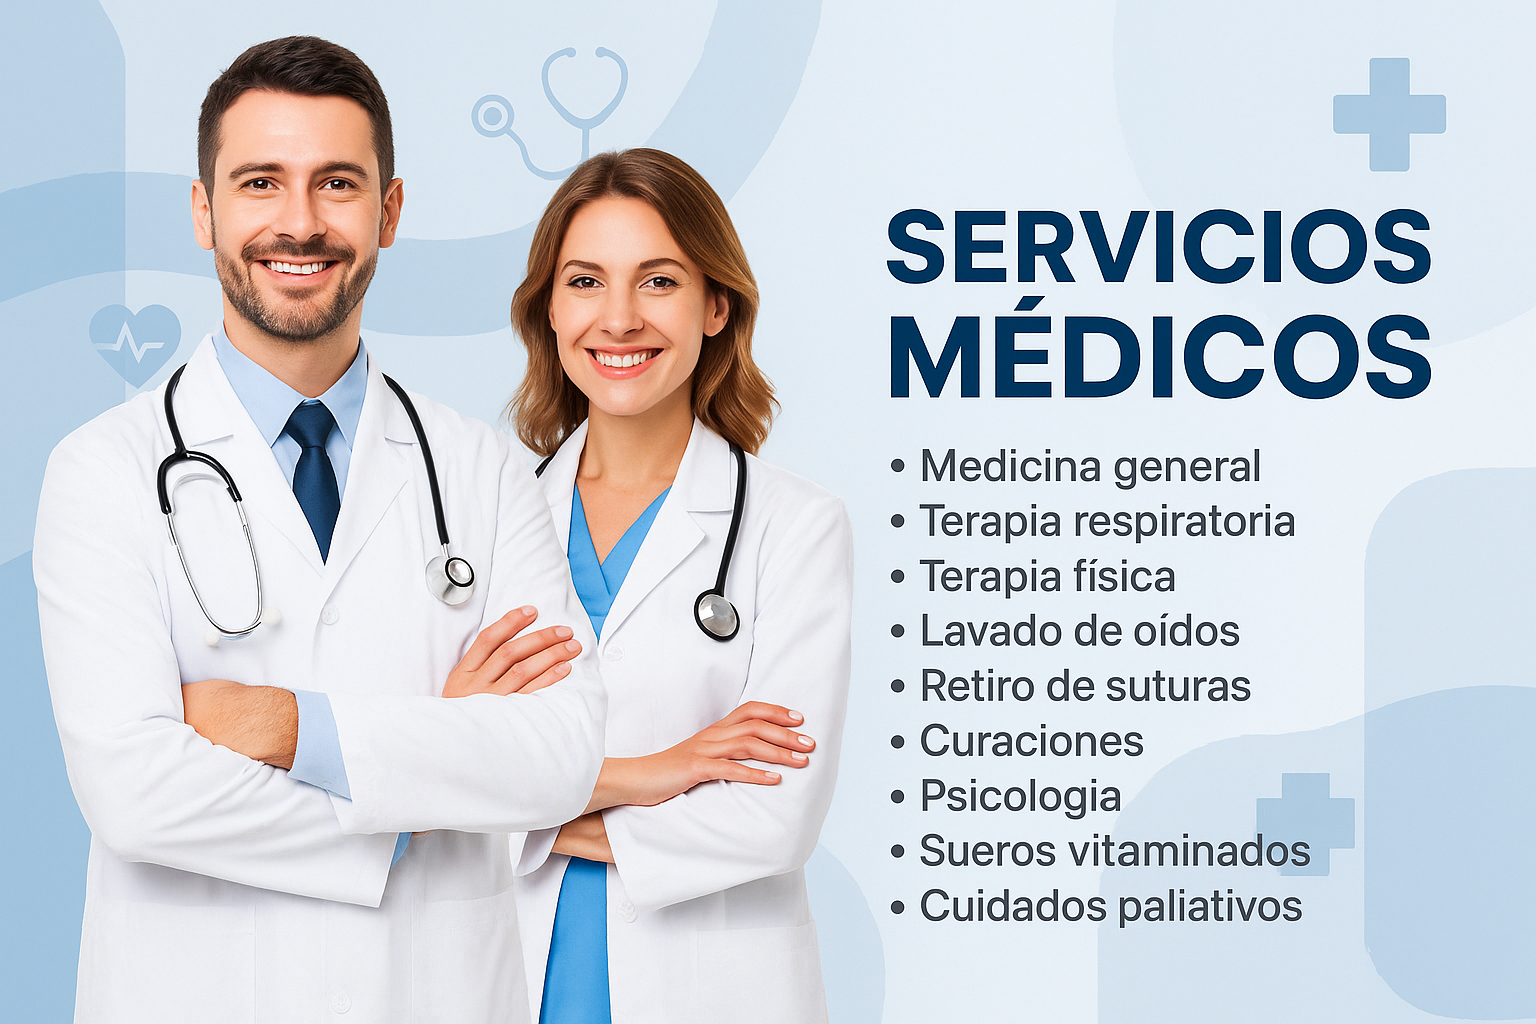 SERVICIOS
MÉDICOS
• Medicina general
• Terapia respiratoria
• Terapia física
• Lavado de oídos
• Retiro de suturas
• Curaciones
• Psicologia
• Sueros vitaminados
• Cuidados paliativos